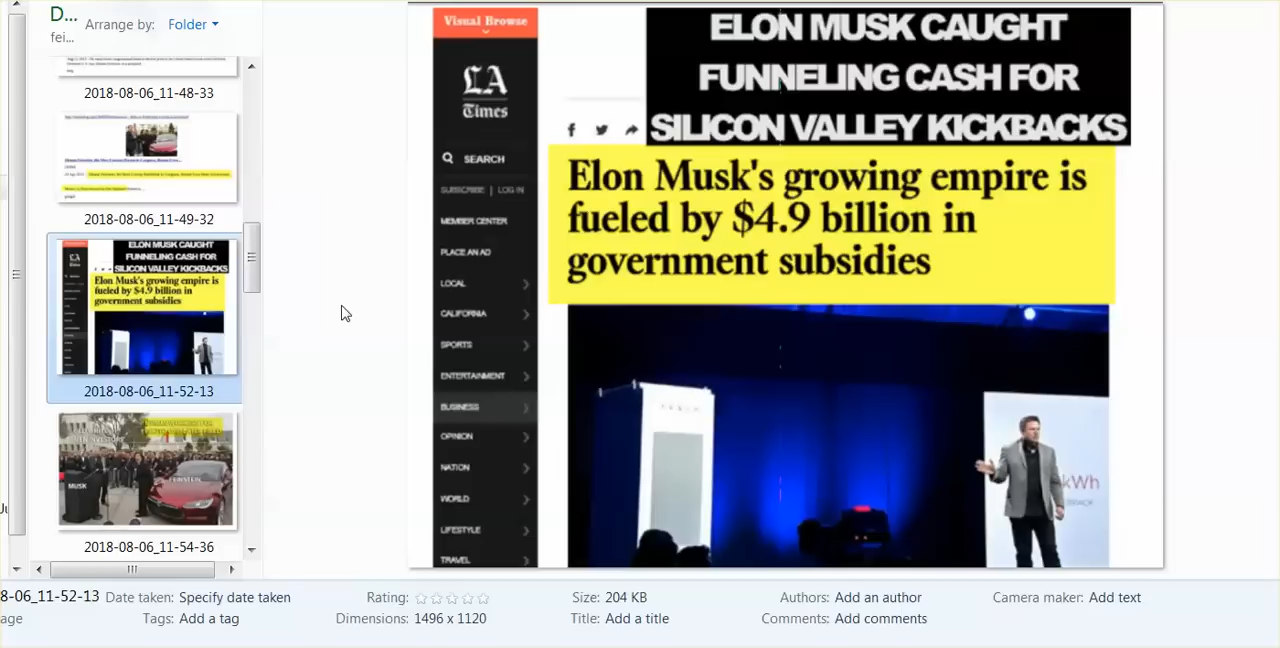 D...
fei...
Arrange by: Folder
2018-08-06_11-48-33
2018-08-06_11-49-32
ELON MUSK CAUGHT
FUNNELING CASH FOR
SILICON VALLEY KICKBACKS
Elon Musk's growing empire is
fueled by $4.9 billion in
government subsidies
2018-08-06_11-52-13
MUSK
FEINSTEIN
2018-08-06_11-54-36
Visual Browse
LA
Times
SEARCH
SUBSCRIBE | LOG IN
MEMBER CENTER
PLACE AN AD
LOCAL
CALIFORNIA
SPORTS
ENTERTAINMENT
BUSINESS
OPINION
NATION
WORLD
LIFESTYLE
TRAVEL
ELON MUSK CAUGHT
FUNNELING CASH FOR
SILICON VALLEY KICKBACKS
Elon Musk's growing empire is
fueled by $4.9 billion in
government subsidies
TESLA
kWh
8-06_11-52-13 Date taken: Specify date taken Rating: Size: 204 KB Authors: Add an author Camera maker: Add text
age Tags: Add a tag Dimensions: 1496 x 1120 Title: Add a title Comments: Add comments